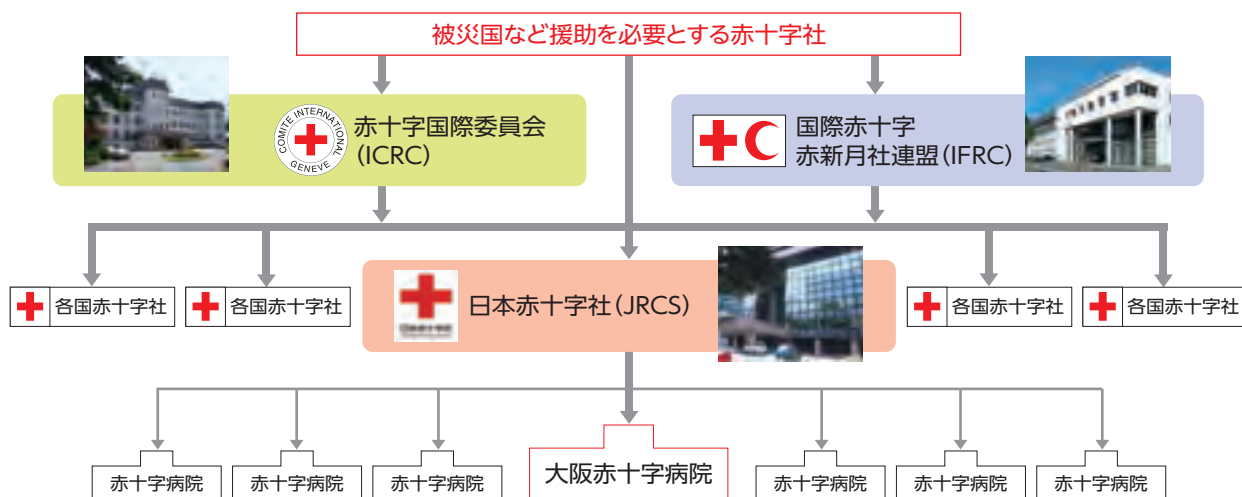 被災国など援助を必要とする赤十字社
COMITE INTERNATIONAL GENEVE
赤十字国際委員会
(ICRC)
国際赤十字
赤新月社連盟(IFRC)
各国赤十字社
各国赤十字社
日本赤十字社(JRCS)
各国赤十字社
各国赤十字社
赤十字病院
赤十字病院
赤十字病院
大阪赤十字病院
赤十字病院
赤十字病院
赤十字病院